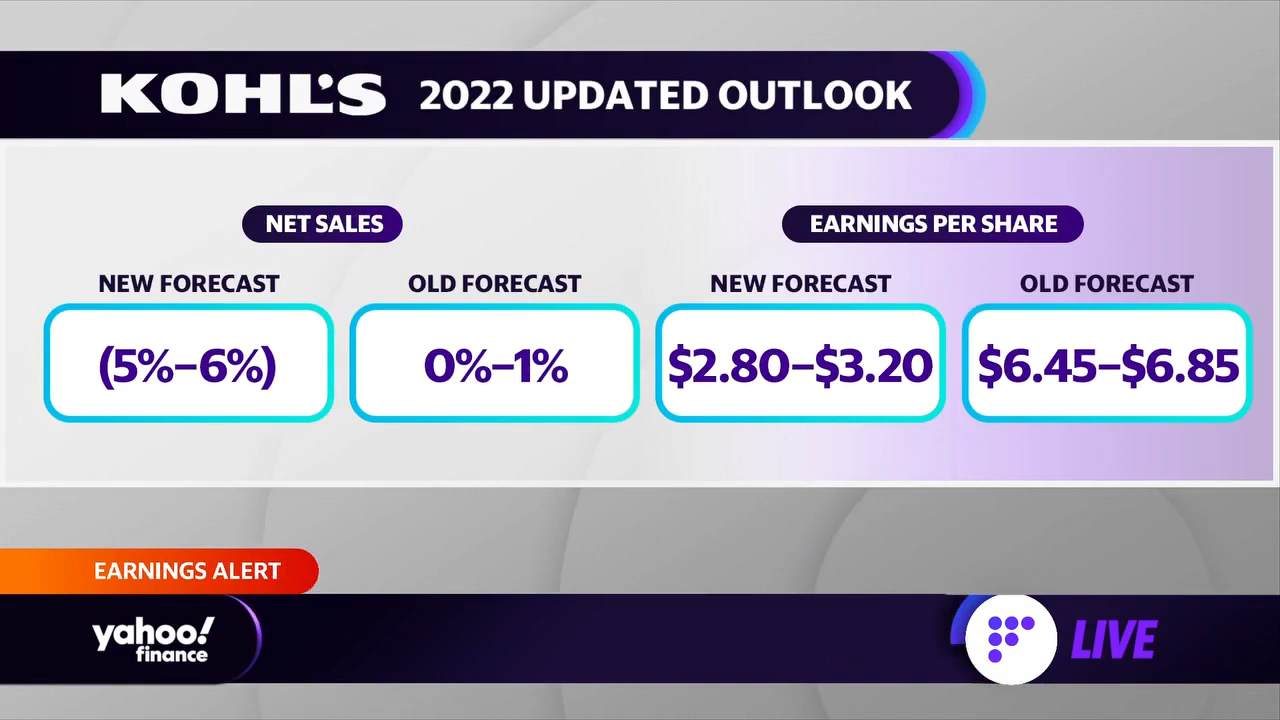 KOHL'S 2022 UPDATED OUTLOOK
NET SALES
NEW FORECAST
(5%–6%)
OLD FORECAST
0%–1%
EARNINGS PER SHARE
NEW FORECAST
$2.80–$3.20
OLD FORECAST
$6.45–$6.85
EARNINGS ALERT
yahoo!
finance
LIVE